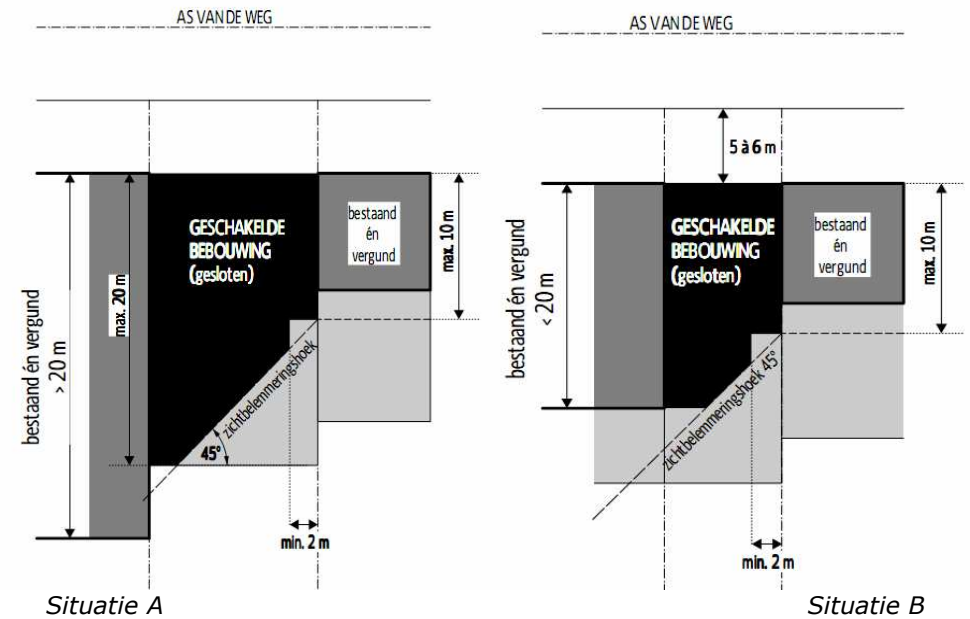 AS VAN DE WEG
bestaand én vergund
> 20 m
max. 20 m
GESCHAKELDE
BEBOUWING
(gesloten)
bestaand
én
vergund
max. 10 m
zichtbelemmeringshoek
45°
min. 2 m
Situatie A
AS VAN DE WEG
5 à 6 m
bestaand én vergund
< 20 m
GESCHAKELDE
BEBOUWING
(gesloten)
bestaand
én
vergund
max. 10 m
zichtbelemmeringshoek 45°
min. 2 m
Situatie B